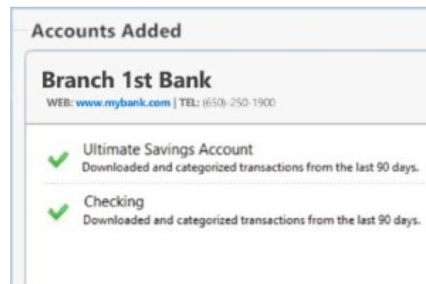 Accounts Added
Branch 1st Bank
WEB: www.mybank.com | TEL: (650)-250-1900
Ultimate Savings Account
Downloaded and categorized transactions from the last 90 days.
Checking
Downloaded and categorized transactions from the last 90 days.